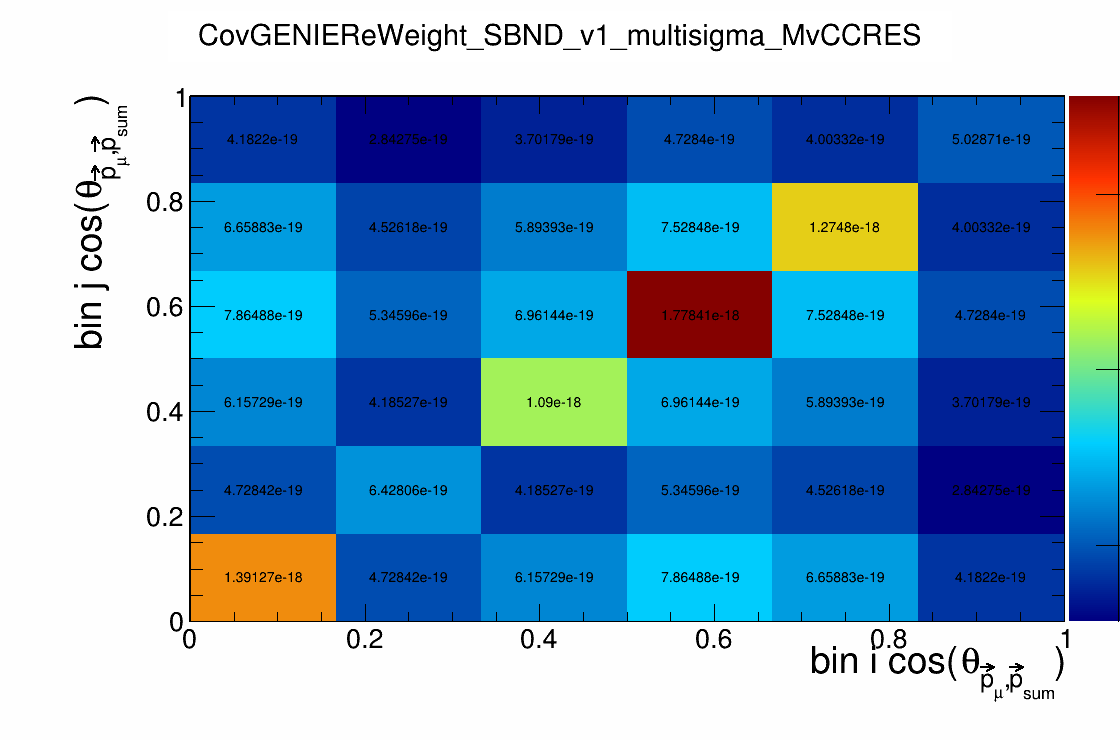 CovGENIEReWeight_SBND_v1_multisigma_MvCCRES
bin j cos(θ p⃗μ,p⃗sum)
1
4.1822e-19 2.84275e-19 3.70179e-19 4.7284e-19 4.00332e-19 5.02871e-19
0.8
6.65883e-19 4.52618e-19 5.89393e-19 7.52848e-19 1.2748e-18 4.00332e-19
0.6
7.86488e-19 5.34596e-19 6.96144e-19 1.77841e-18 7.52848e-19 4.7284e-19
0.4
6.15729e-19 4.18527e-19 1.09e-18 6.96144e-19 5.89393e-19 3.70179e-19
4.72842e-19 6.42806e-19 4.18527e-19 5.34596e-19 4.52618e-19 2.84275e-19
0.2
1.39127e-18 4.72842e-19 6.15729e-19 7.86488e-19 6.65883e-19 4.1822e-19
0
0 0.2 0.4 0.6 0.8 1
bin i cos(θ p⃗μ,p⃗sum)